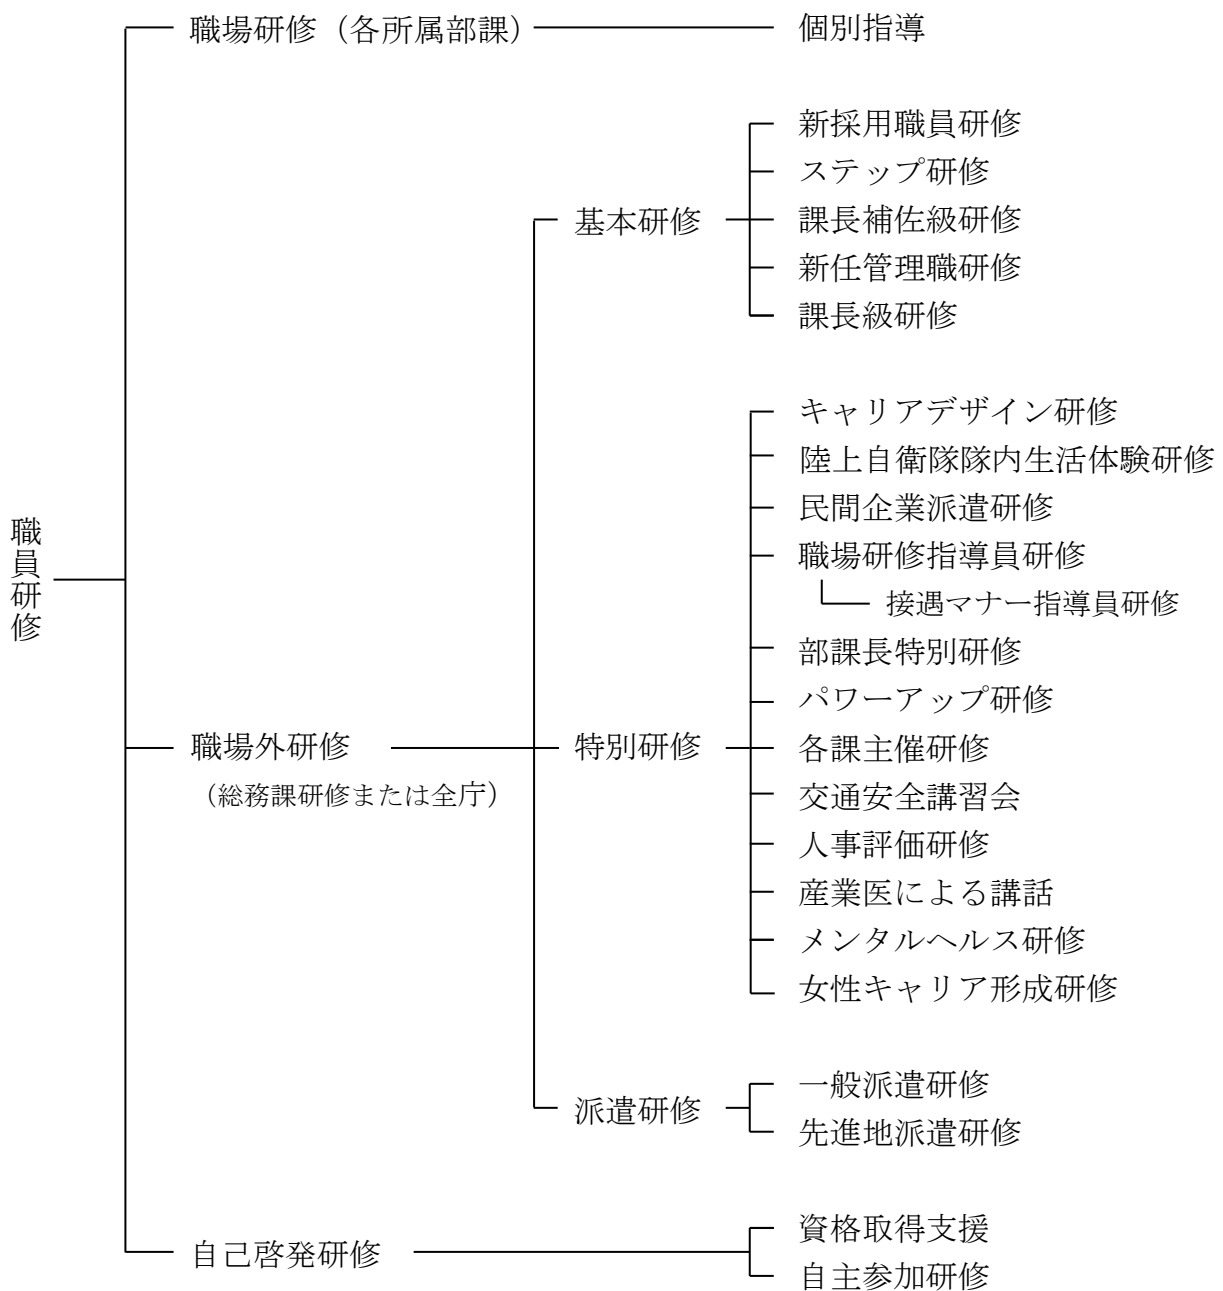 職員研修
職場研修（各所属部課）
個別指導
職場外研修
（総務課研修または全庁）
基本研修
新採用職員研修
ステップ研修
課長補佐級研修
新任管理職研修
課長級研修
特別研修
キャリアデザイン研修
陸上自衛隊隊内生活体験研修
民間企業派遣研修
職場研修指導員研修
接遇マナー指導員研修
部課長特別研修
パワーアップ研修
各課主催研修
交通安全講習会
人事評価研修
産業医による講話
メンタルヘルス研修
女性キャリア形成研修
派遣研修
一般派遣研修
先進地派遣研修
自己啓発研修
資格取得支援
自主参加研修